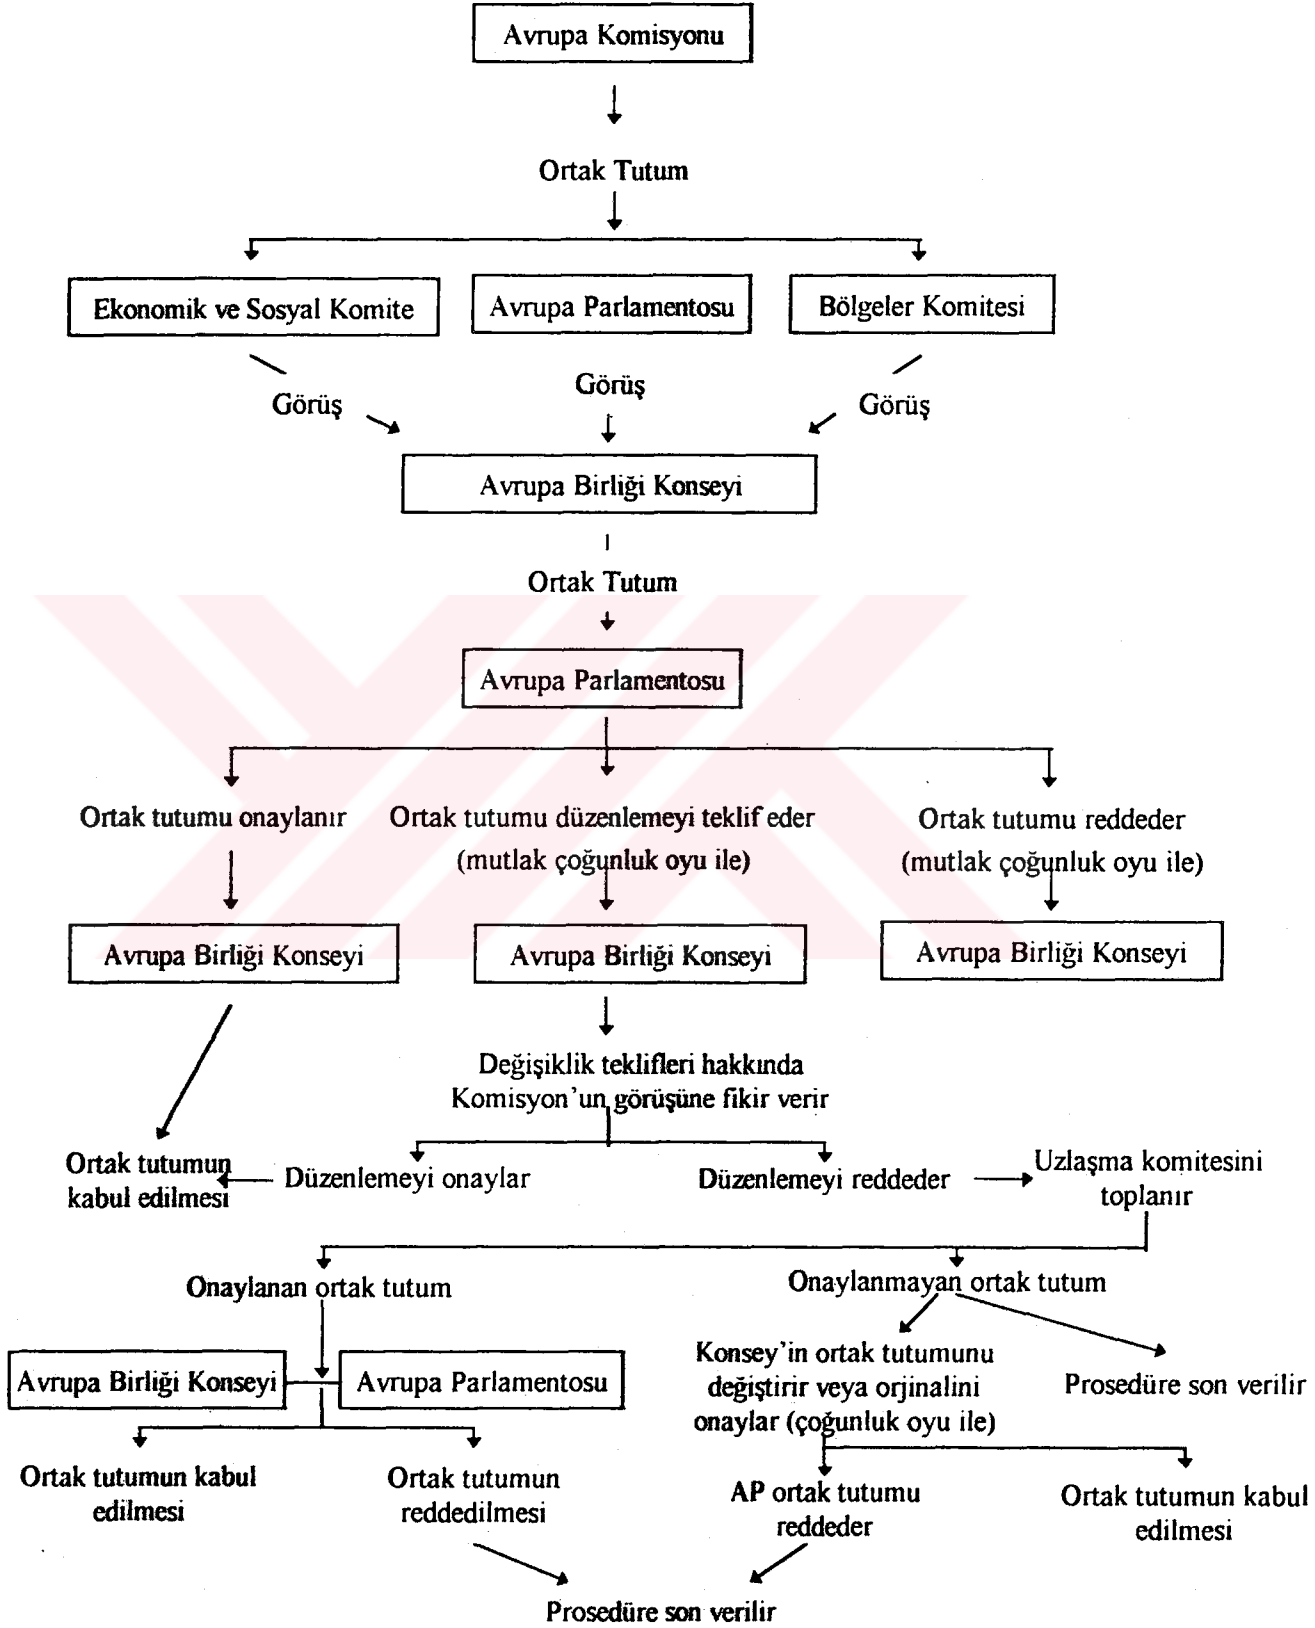 Avrupa Komisyonu
Ortak Tutum
Ekonomik ve Sosyal Komite
Avrupa Parlamentosu
Bölgeler Komitesi
Görüş
Görüş
Görüş
Avrupa Birliği Konseyi
Ortak Tutum
Avrupa Parlamentosu
Ortak tutumu onaylanır
Ortak tutumu düzenlemeyi teklif eder
(mutlak çoğunluk oyu ile)
Ortak tutumu reddeder
(mutlak çoğunluk oyu ile)
Avrupa Birliği Konseyi
Avrupa Birliği Konseyi
Avrupa Birliği Konseyi
Değişiklik teklifleri hakkında
Komisyon'un görüşüne fikir verir
Ortak tutumun
kabul edilmesi
Düzenlemeyi onaylar
Düzenlemeyi reddeder
Uzlaşma komitesini
toplanır
Onaylanan ortak tutum
Onaylanmayan ortak tutum
Avrupa Birliği Konseyi
Avrupa Parlamentosu
Konsey'in ortak tutumunu
değiştirir veya orjinalini
onaylar (çoğunluk oyu ile)
Prosedüre son verilir
Ortak tutumun kabul
edilmesi
Ortak tutumun
reddedilmesi
AP ortak tutumu
reddeder
Ortak tutumun kabul
edilmesi
Prosedüre son verilir